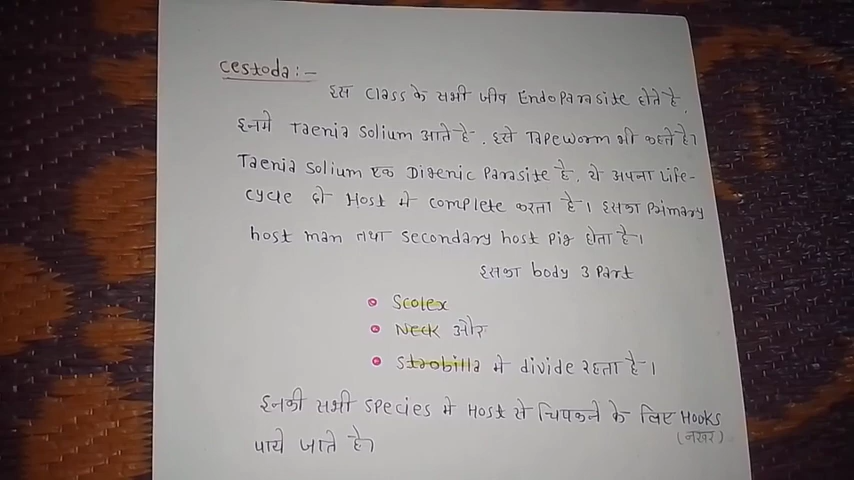 Cestoda:-
इस Class के सभी जीव EndoParasite होते है,
इनमे Taenia Solium आते है. इसे TapeWorm भी कहते है।
Taenia Solium एक Digenic Parasite है, ये अपना Life-
cycle दो Host मे complete करता है। इसका Primary
host man तथा Secondary host Pig होता है।
इसका body 3 Part
• Scolex
• Neck और
• Strobilla मे divide रहता है।
इनकी सभी species मे Host से चिपकने के लिए Hooks
(नखर)
पाये जाते है।